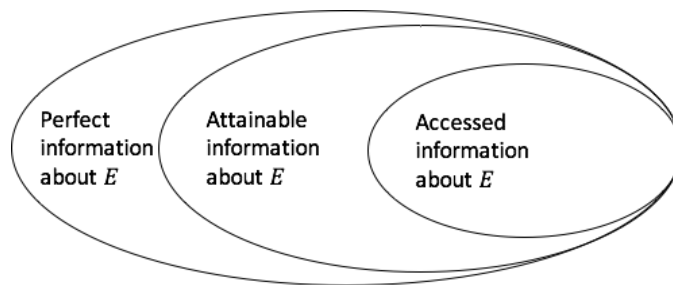 Perfect
information
about E
Attainable
information
about E
Accessed
information
about E